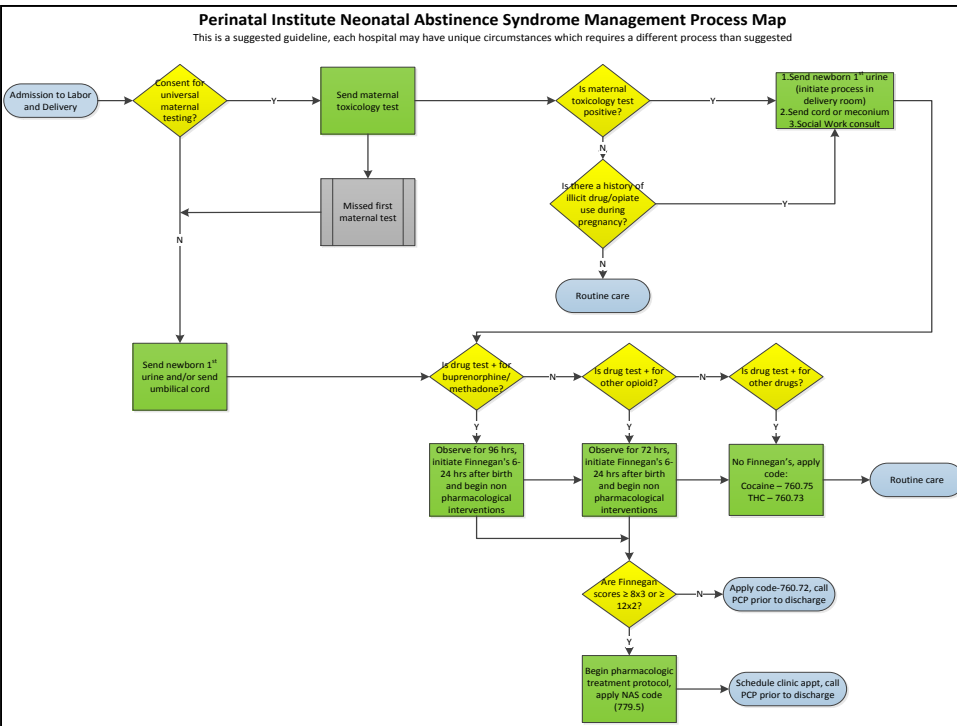 Perinatal Institute Neonatal Abstinence Syndrome Management Process Map
This is a suggested guideline, each hospital may have unique circumstances which requires a different process than suggested
Admission to Labor
and Delivery
Consent for
universal
maternal
testing?
Y
Send maternal
toxicology test
Is maternal
toxicology test
positive?
Y
1.Send newborn 1st urine
(initiate process in
delivery room)
2.Send cord or meconium
3.Social Work consult
N
Missed first
maternal test
Is there a history of
illicit drug/opiate
use during
pregnancy?
Y
N
N
Routine care
Send newborn 1st
urine and/or send
umbilical cord
Is drug test + for
buprenorphine/
methadone?
N
Is drug test + for
other opioid?
N
Is drug test + for
other drugs?
Y
Y
Y
Observe for 96 hrs,
initiate Finnegan's 6-
24 hrs after birth
and begin non
pharmacological
interventions
Observe for 72 hrs,
initiate Finnegan's 6-
24 hrs after birth
and begin non
pharmacological
interventions
No Finnegan's, apply
code:
Cocaine – 760.75
THC – 760.73
Routine care
Are Finnegan
scores ≥ 8x3 or ≥
12x2?
N
Apply code-760.72, call
PCP prior to discharge
Y
Begin pharmacologic
treatment protocol,
apply NAS code
(779.5)
Schedule clinic appt, call
PCP prior to discharge